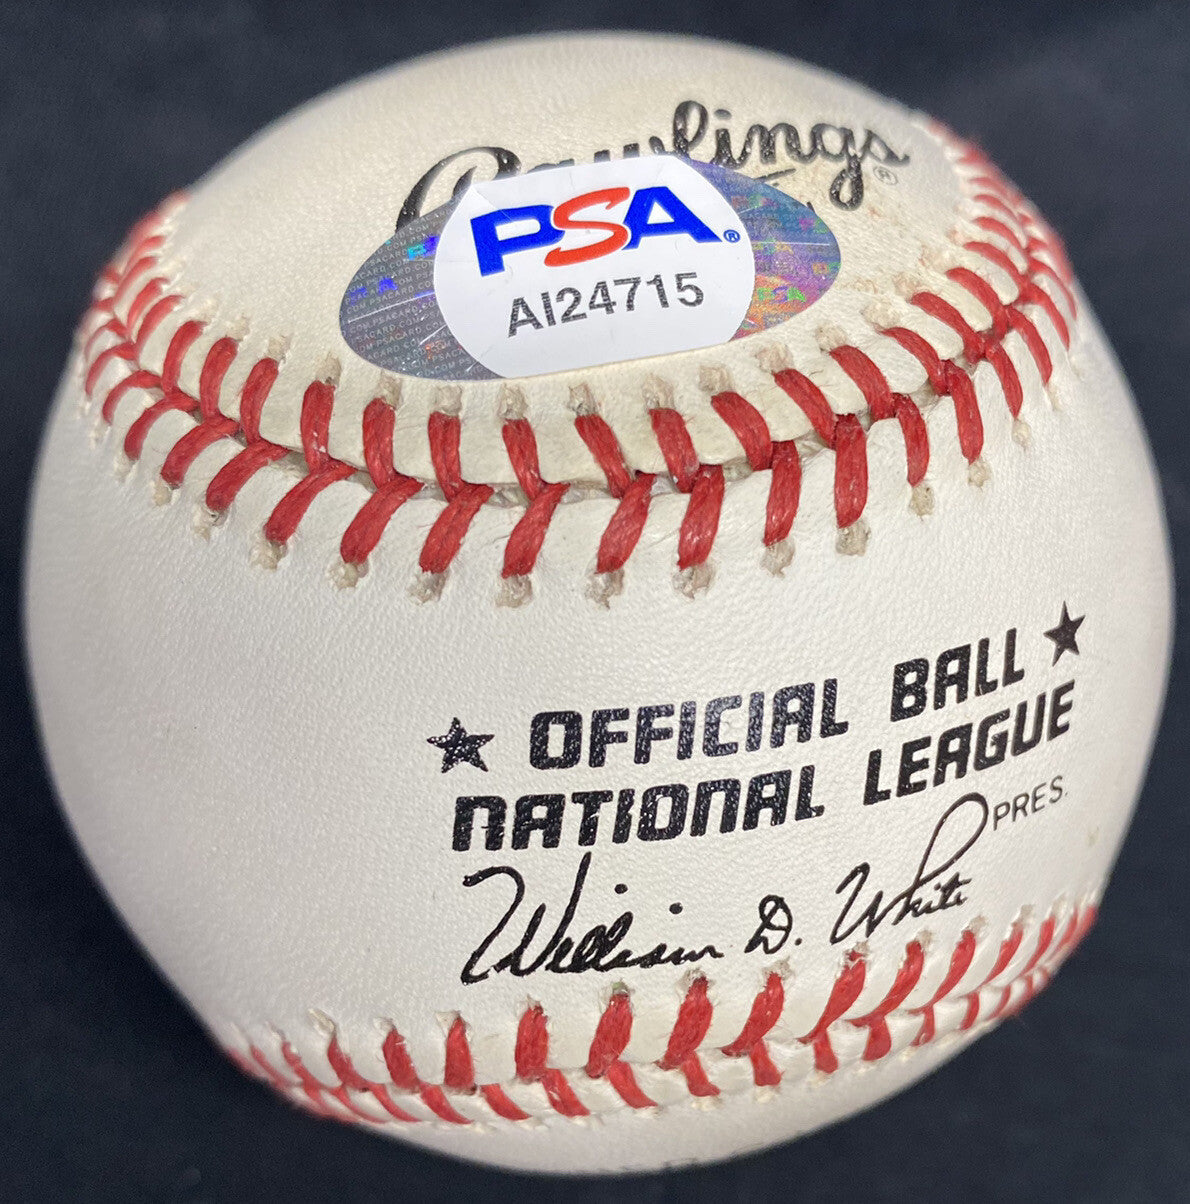 Rawlings®
PSA®
AI24715
★ OFFICIAL BALL ★
NATIONAL LEAGUE
PRES.
William D. White